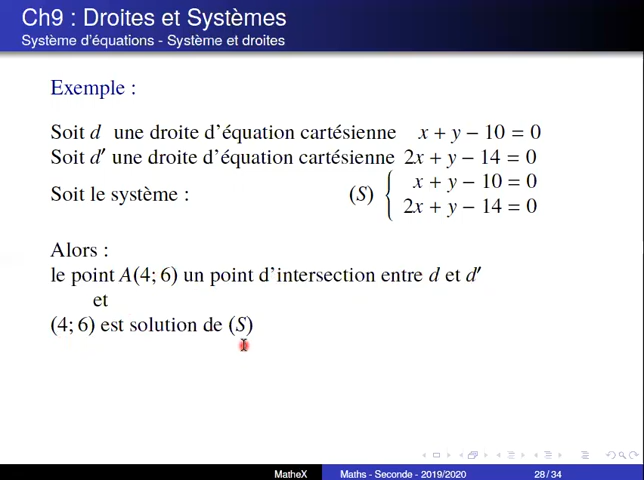 Ch9 : Droites et Systèmes
Système d'équations - Système et droites
Exemple :
Soit d une droite d'équation cartésienne x + y − 10 = 0
Soit d′ une droite d'équation cartésienne 2x + y − 14 = 0
Soit le système : (S) { x + y − 10 = 0
2x + y − 14 = 0
Alors :
le point A(4; 6) un point d'intersection entre d et d′
et
(4; 6) est solution de (S)
MatheX Maths - Seconde - 2019/2020 28 / 34